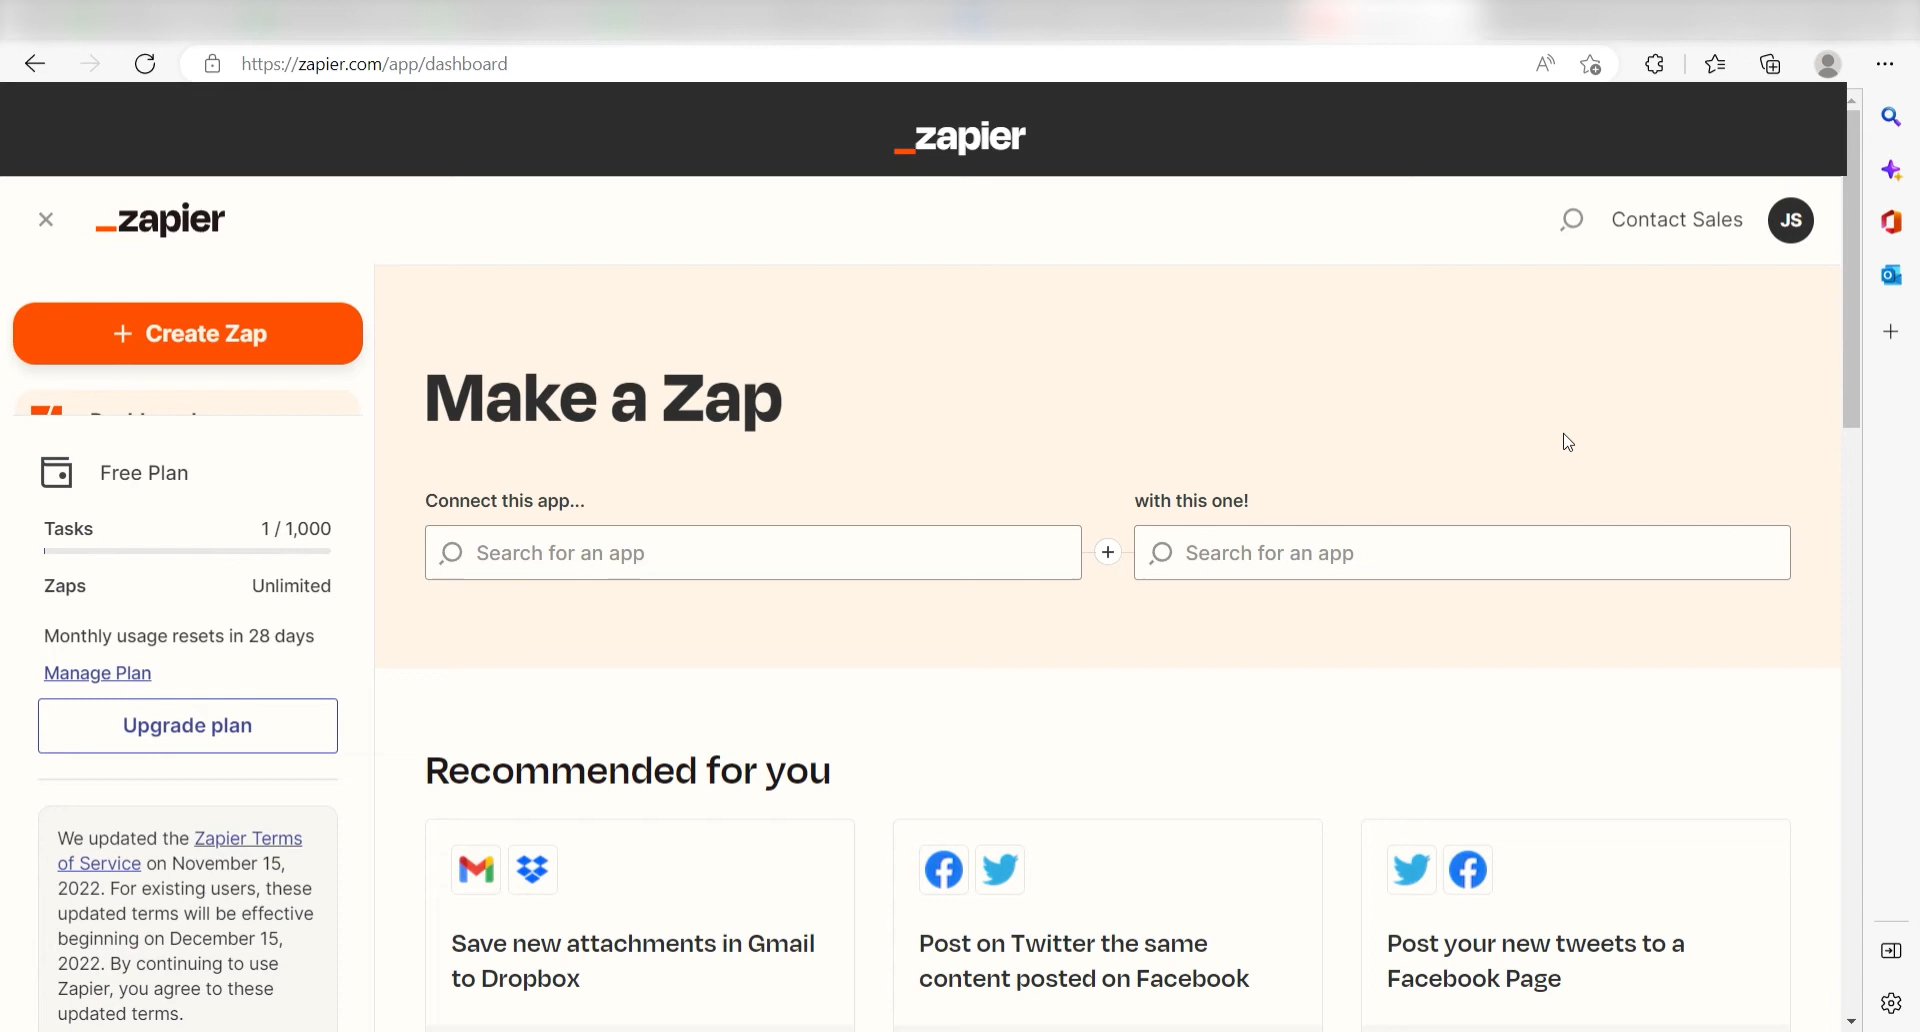 https://zapier.com/app/dashboard
zapier
zapier
Contact Sales
JS
+ Create Zap
Make a Zap
Free Plan
Connect this app...
with this one!
Tasks 1 / 1,000
Search for an app
Search for an app
Zaps Unlimited
Monthly usage resets in 28 days
Manage Plan
Upgrade plan
Recommended for you
We updated the Zapier Terms
of Service on November 15,
2022. For existing users, these
updated terms will be effective
beginning on December 15,
2022. By continuing to use
Zapier, you agree to these
updated terms.
Save new attachments in Gmail
to Dropbox
Post on Twitter the same
content posted on Facebook
Post your new tweets to a
Facebook Page